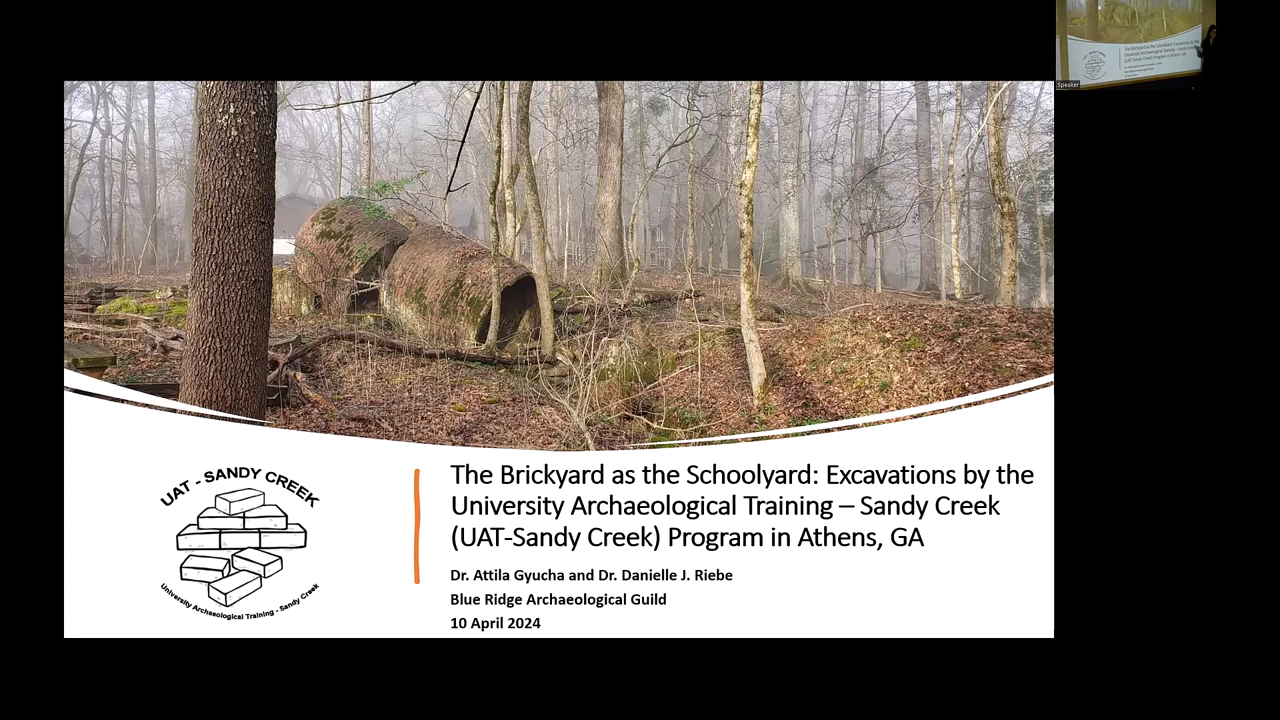 Speaker
UAT - SANDY CREEK
University Archaeological Training - Sandy Creek
The Brickyard as the Schoolyard: Excavations by the
University Archaeological Training – Sandy Creek
(UAT-Sandy Creek) Program in Athens, GA
Dr. Attila Gyucha and Dr. Danielle J. Riebe
Blue Ridge Archaeological Guild
10 April 2024